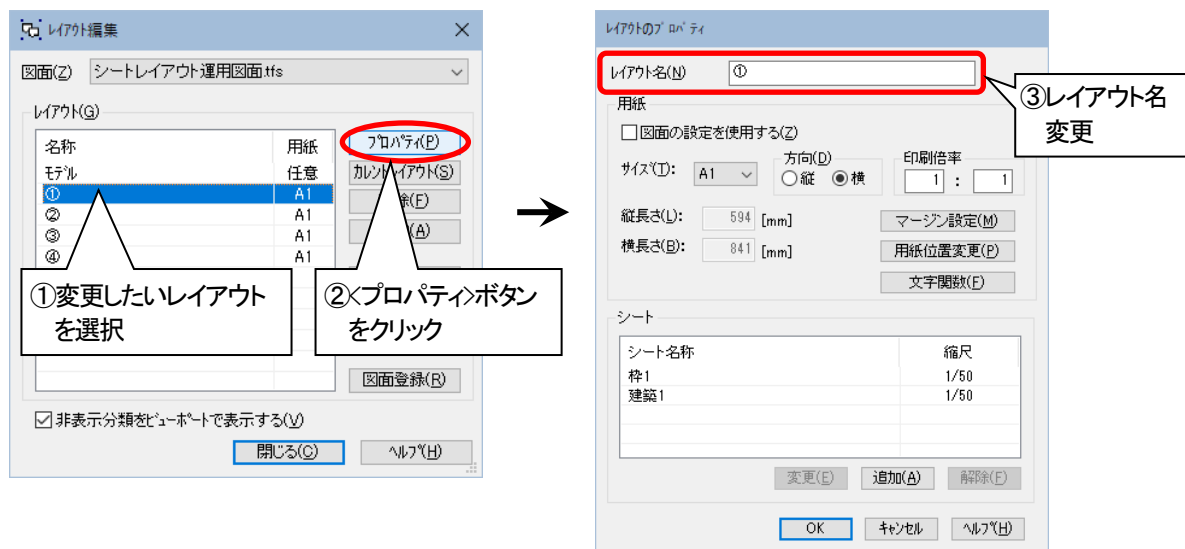 レイアウト編集
図面(Z) シートレイアウト運用図面.tfs
レイアウト(G)
名称 用紙
モデル 任意
① A1
② A1
③ A1
④ A1
プロパティ(P)
カレントレイアウト(S)
(F)
(A)
①変更したいレイアウト
を選択
②<プロパティ>ボタン
をクリック
図面登録(R)
非表示分類をビューポートで表示する(V)
閉じる(C) ヘルプ(H)
レイアウトのプロパティ
レイアウト名(N) ①
③レイアウト名
変更
用紙
図面の設定を使用する(Z)
サイズ(T): A1 方向(D) 縦 横 印刷倍率 1 : 1
縦長さ(L): 594 [mm] マージン設定(M)
横長さ(B): 841 [mm] 用紙位置変更(P)
文字関数(F)
シート
シート名称 縮尺
枠1 1/50
建築1 1/50
変更(E) 追加(A) 解除(F)
OK キャンセル ヘルプ(H)